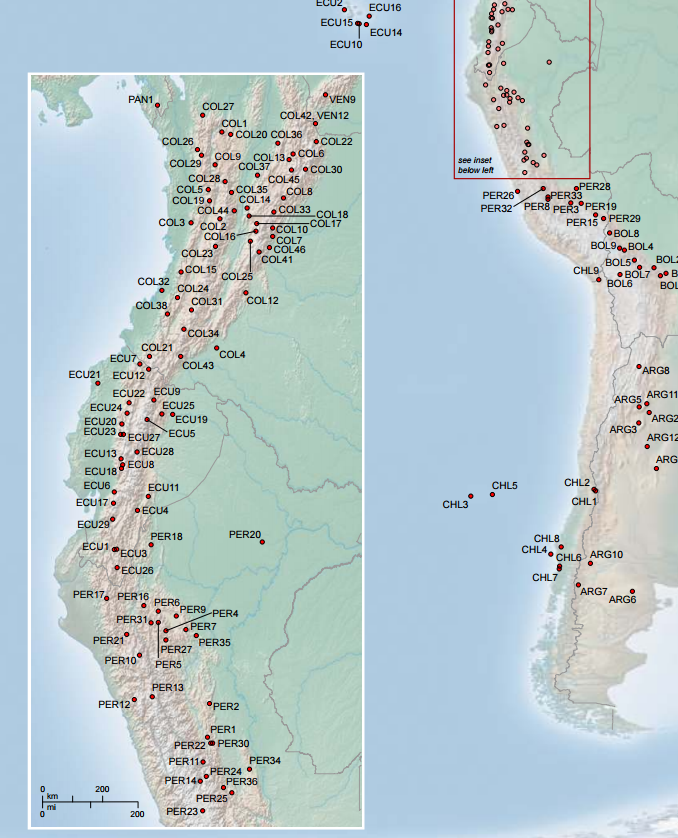 ECU2
ECU16
ECU15
ECU14
ECU10
PAN1
VEN9
COL27
COL42
VEN12
COL1
COL20
COL36
COL22
COL26
COL9
COL13
COL6
COL29
COL37
COL30
COL28
COL45
COL5
COL35
COL8
COL19
COL14
COL44
COL33
COL18
COL3
COL2
COL17
COL16
COL10
COL7
COL23
COL46
COL41
COL15
COL25
COL32
COL24
COL12
COL38
COL31
COL34
COL21
COL4
ECU7
COL43
ECU21
ECU12
ECU22
ECU9
ECU24
ECU25
ECU20
ECU19
ECU23
ECU27
ECU5
ECU13
ECU28
ECU18
ECU8
ECU6
ECU11
ECU17
ECU4
ECU29
PER18
PER20
ECU1
ECU3
ECU26
PER17
PER16
PER6
PER9
PER4
PER31
PER7
PER21
PER35
PER27
PER10
PER5
PER13
PER12
PER2
PER1
PER22
PER30
PER11
PER34
PER24
PER14
PER36
PER25
PER23
0 200
km
mi
0 200
see inset
below left
PER28
PER26
PER33
PER19
PER32
PER8
PER3
PER15
PER29
BOL8
BOL9
BOL4
BOL5
CHL9
BOL7
BOL6
ARG8
ARG5
ARG11
ARG3
ARG12
CHL2
CHL5
CHL3
CHL1
CHL8
CHL4
CHL6
ARG10
CHL7
ARG7
ARG6